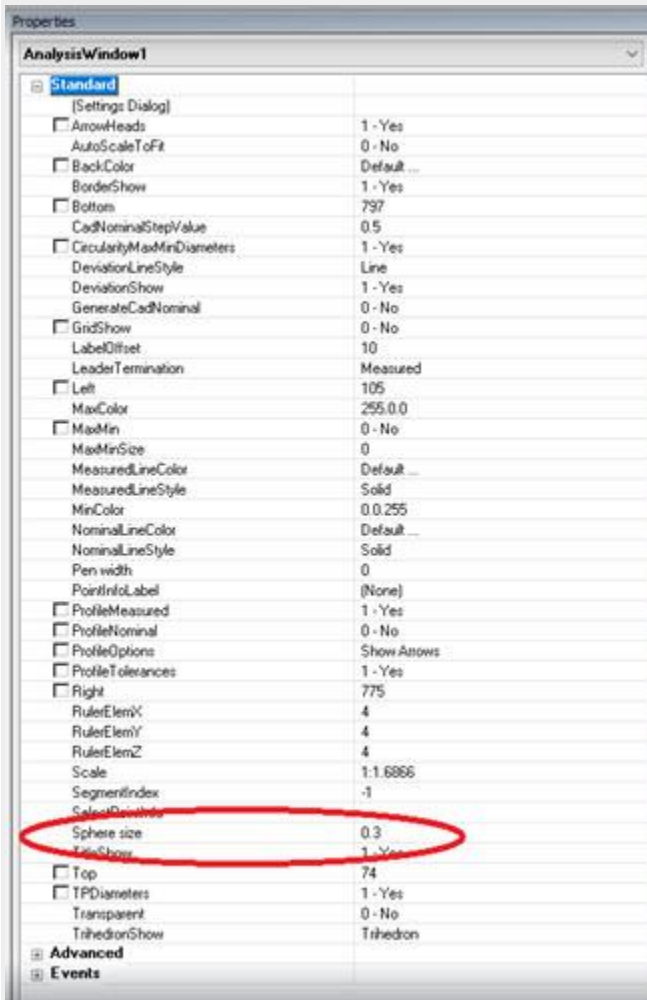 Properties
AnalysisWindow1
Standard
(Settings Dialog)
ArrowHeads 1 - Yes
AutoScaleToFit 0 - No
BackColor Default ...
BorderShow 1 - Yes
Bottom 797
CadNominalStepValue 0.5
CircularityMaxMinDiameters 1 - Yes
DeviationLineStyle Line
DeviationShow 1 - Yes
GenerateCadNominal 0 - No
GridShow 0 - No
LabelOffset 10
LeaderTermination Measured
Left 105
MaxColor 255.0.0
MaxMin 0 - No
MaxMinSize 0
MeasuredLineColor Default ...
MeasuredLineStyle Solid
MinColor 0.0.255
NominalLineColor Default ...
NominalLineStyle Solid
Pen width 0
PointInfoLabel (None)
ProfileMeasured 1 - Yes
ProfileNominal 0 - No
ProfileOptions Show Arrows
ProfileTolerances 1 - Yes
Right 775
RulerElemX 4
RulerElemY 4
RulerElemZ 4
Scale 1:1.6866
SegmentIndex -1
SelectPointInfo
Sphere size 0.3
TitleShow 1 - Yes
Top 74
TPDiameters 1 - Yes
Transparent 0 - No
TrihedronShow Trihedron
Advanced
Events